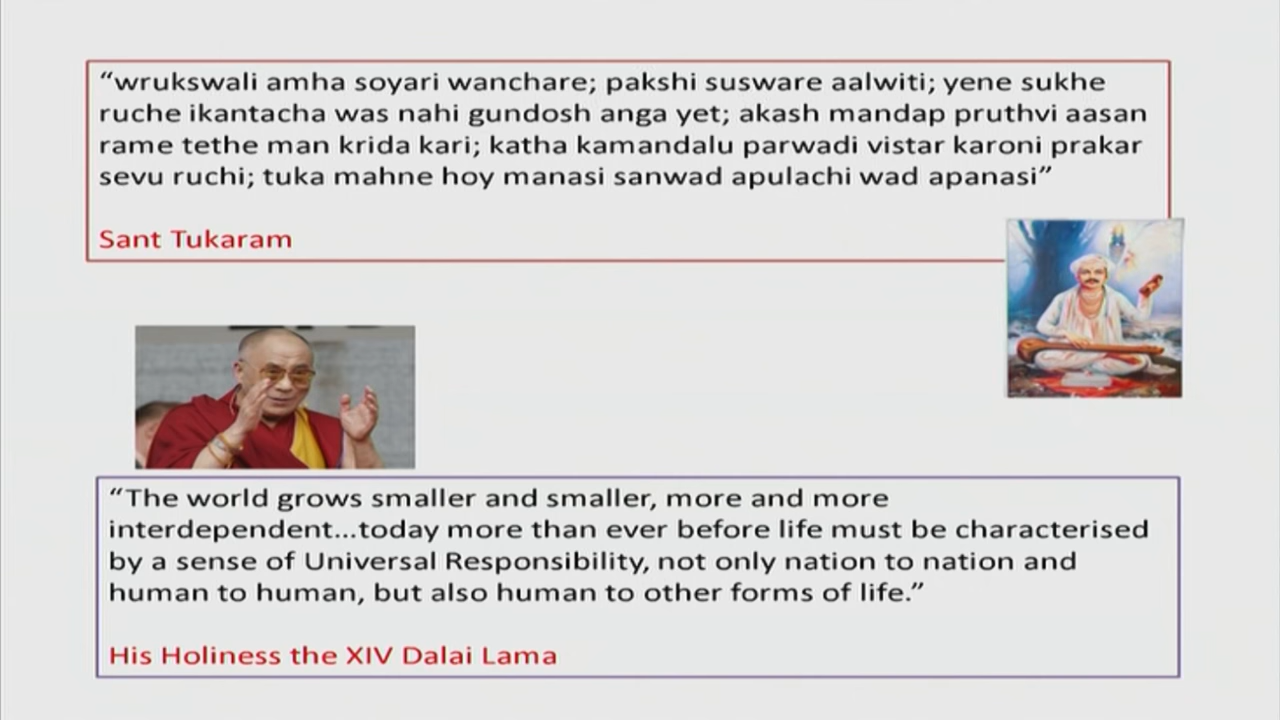 “wrukswali amha soyari wanchare; pakshi susware aalwiti; yene sukhe
ruche ikantacha was nahi gundosh anga yet; akash mandap pruthvi aasan
rame tethe man krida kari; katha kamandalu parwadi vistar karoni prakar
sevu ruchi; tuka mahne hoy manasi sanwad apulachi wad apanasi”
Sant Tukaram
“The world grows smaller and smaller, more and more
interdependent...today more than ever before life must be characterised
by a sense of Universal Responsibility, not only nation to nation and
human to human, but also human to other forms of life.”
His Holiness the XIV Dalai Lama